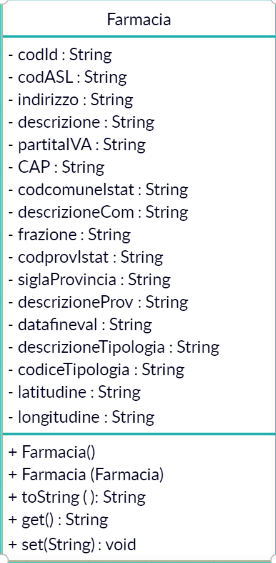 Farmacia
- codId : String
- codASL : String
- indirizzo : String
- descrizione : String
- partitaIVA : String
- CAP : String
- codcomuneIstat : String
- descrizioneCom : String
- frazione : String
- codprovIstat : String
- siglaProvincia : String
- descrizioneProv : String
- datafineval : String
- descrizioneTipologia : String
- codiceTipologia : String
- latitudine : String
- longitudine : String
+ Farmacia()
+ Farmacia (Farmacia)
+ toString ( ): String
+ get() : String
+ set(String) : void